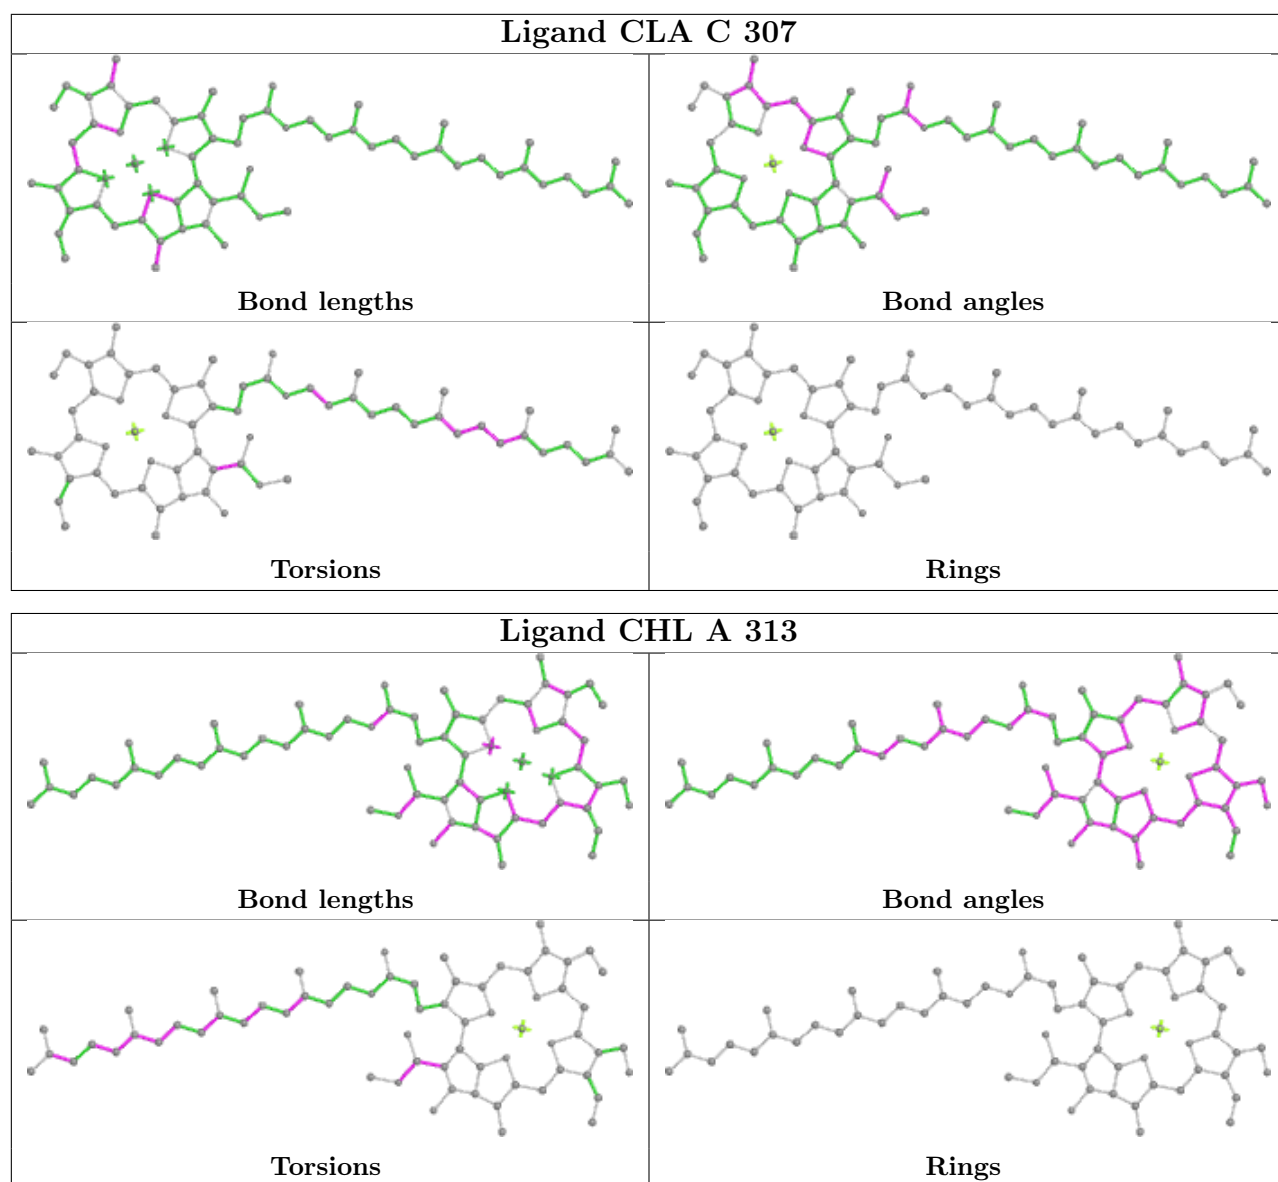 Ligand CLA C 307
Bond lengths
Bond angles
Torsions
Rings
Ligand CHL A 313
Bond lengths
Bond angles
Torsions
Rings